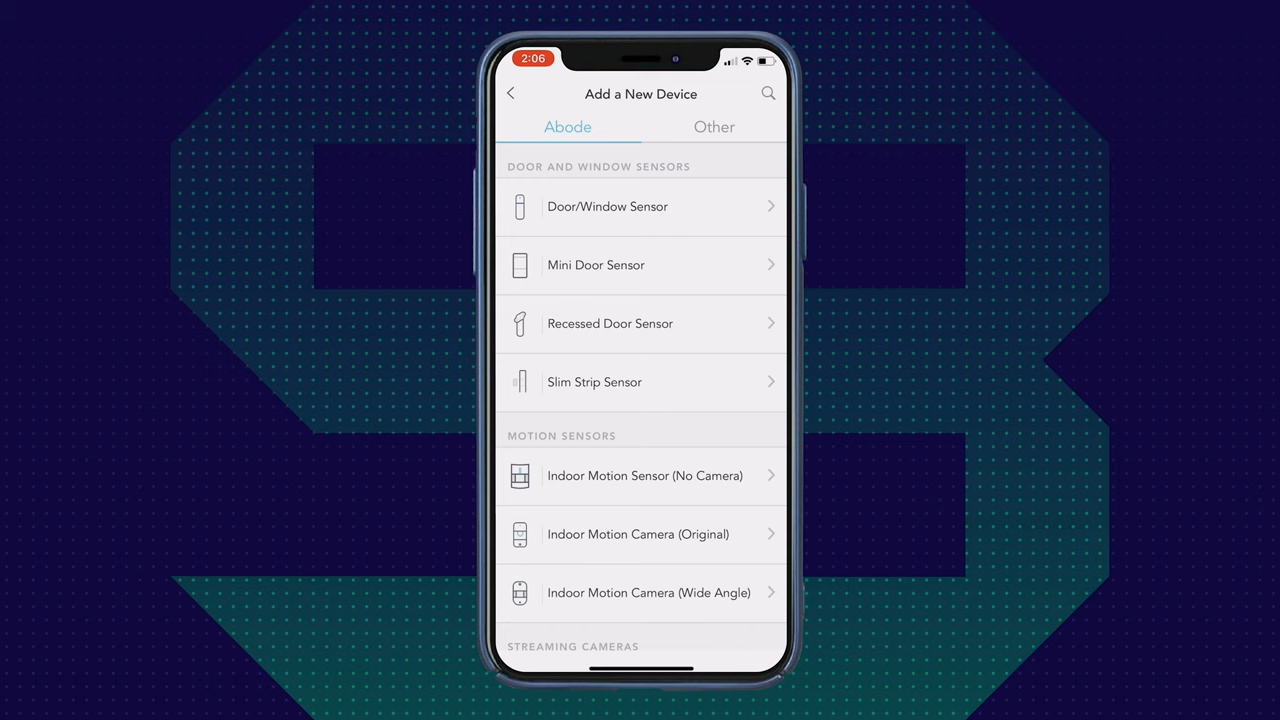 2:06
Add a New Device
Abode
Other
DOOR AND WINDOW SENSORS
Door/Window Sensor
Mini Door Sensor
Recessed Door Sensor
Slim Strip Sensor
MOTION SENSORS
Indoor Motion Sensor (No Camera)
Indoor Motion Camera (Original)
Indoor Motion Camera (Wide Angle)
STREAMING CAMERAS